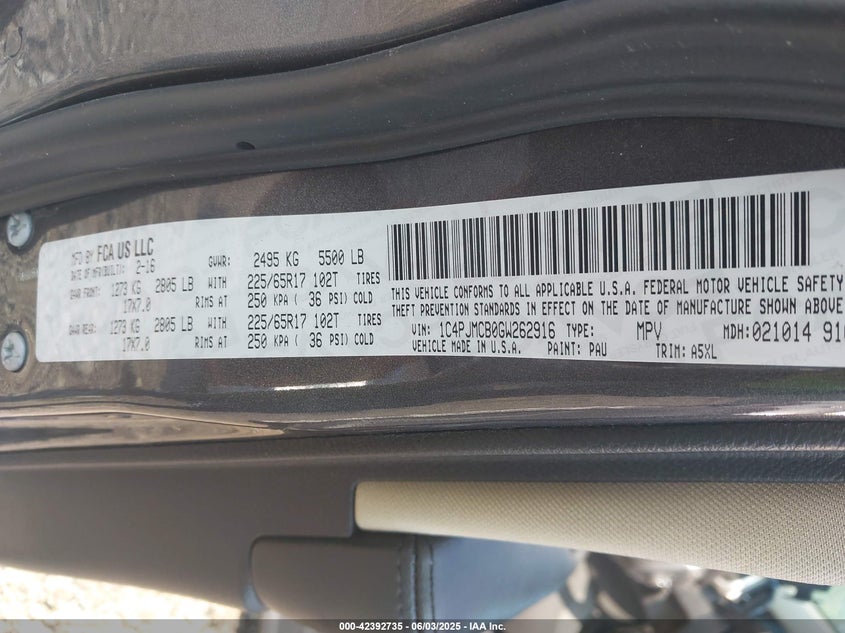 MFD BY FCA US LLC
DATE OF MFR(BUILT): 2-16
GVWR: 2495 KG 5500 LB
GAWR FRONT: 1273 KG 2805 LB WITH 225/65R17 102T TIRES
17X7.0 RIMS AT 250 KPA ( 36 PSI) COLD
GAWR REAR: 1273 KG 2805 LB WITH 225/65R17 102T TIRES
17X7.0 RIMS AT 250 KPA ( 36 PSI) COLD
THIS VEHICLE CONFORMS TO ALL APPLICABLE U.S.A. FEDERAL MOTOR VEHICLE SAFETY
THEFT PREVENTION STANDARDS IN EFFECT ON THE DATE OF MANUFACTURE SHOWN ABOVE
VIN: 1C4PJMCB0GW262916 TYPE: MPV MDH:021014 910
VEHICLE MADE IN U.S.A. PAINT: PAU TRIM: A5XL
000-42392735 - 06/03/2025 - IAA, Inc.